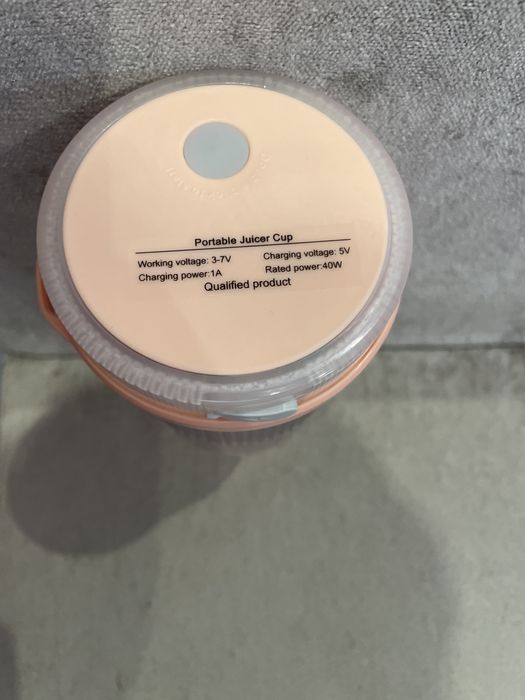 Portable Juicer Cup
Working voltage: 3-7V Charging voltage: 5V
Charging power:1A Rated power:40W
Qualified product